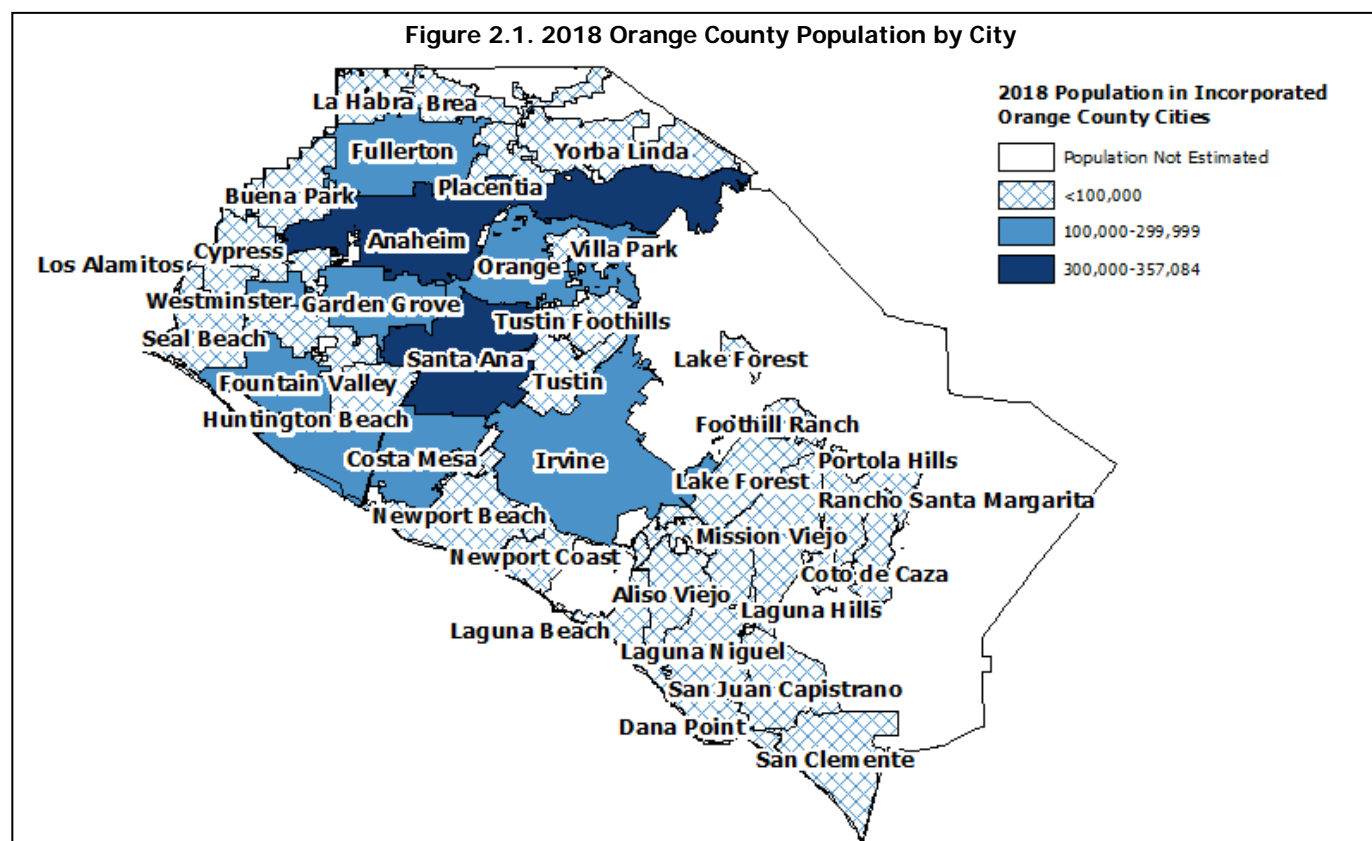 Figure 2.1. 2018 Orange County Population by City
2018 Population in Incorporated
Orange County Cities
Population Not Estimated
<100,000
100,000-299,999
300,000-357,084
La Habra
Brea
Fullerton
Yorba Linda
Placentia
Buena Park
Anaheim
Cypress
Villa Park
Orange
Los Alamitos
Westminster
Garden Grove
Tustin Foothills
Seal Beach
Santa Ana
Lake Forest
Fountain Valley
Tustin
Huntington Beach
Foothill Ranch
Costa Mesa
Irvine
Portola Hills
Lake Forest
Rancho Santa Margarita
Newport Beach
Mission Viejo
Newport Coast
Coto de Caza
Aliso Viejo
Laguna Hills
Laguna Beach
Laguna Niguel
San Juan Capistrano
Dana Point
San Clemente